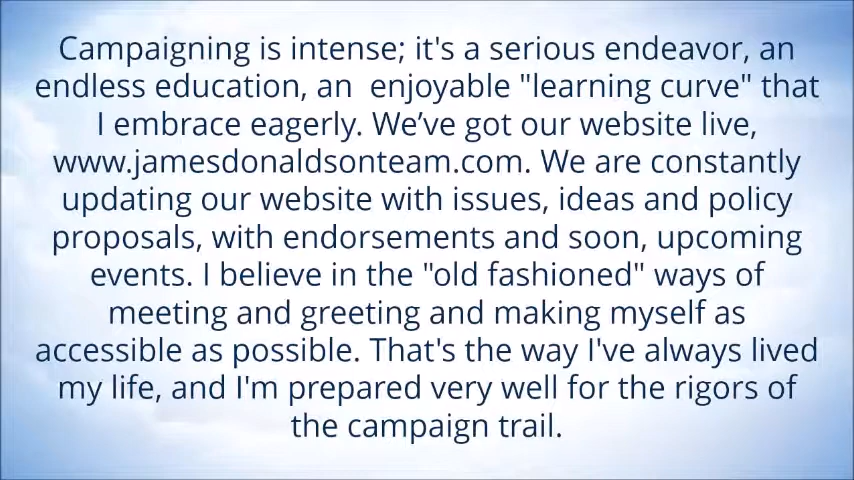 Campaigning is intense; it's a serious endeavor, an
endless education, an  enjoyable "learning curve" that
I embrace eagerly. We’ve got our website live,
www.jamesdonaldsonteam.com. We are constantly
updating our website with issues, ideas and policy
proposals, with endorsements and soon, upcoming
events. I believe in the "old fashioned" ways of
meeting and greeting and making myself as
accessible as possible. That's the way I've always lived
my life, and I'm prepared very well for the rigors of
the campaign trail.